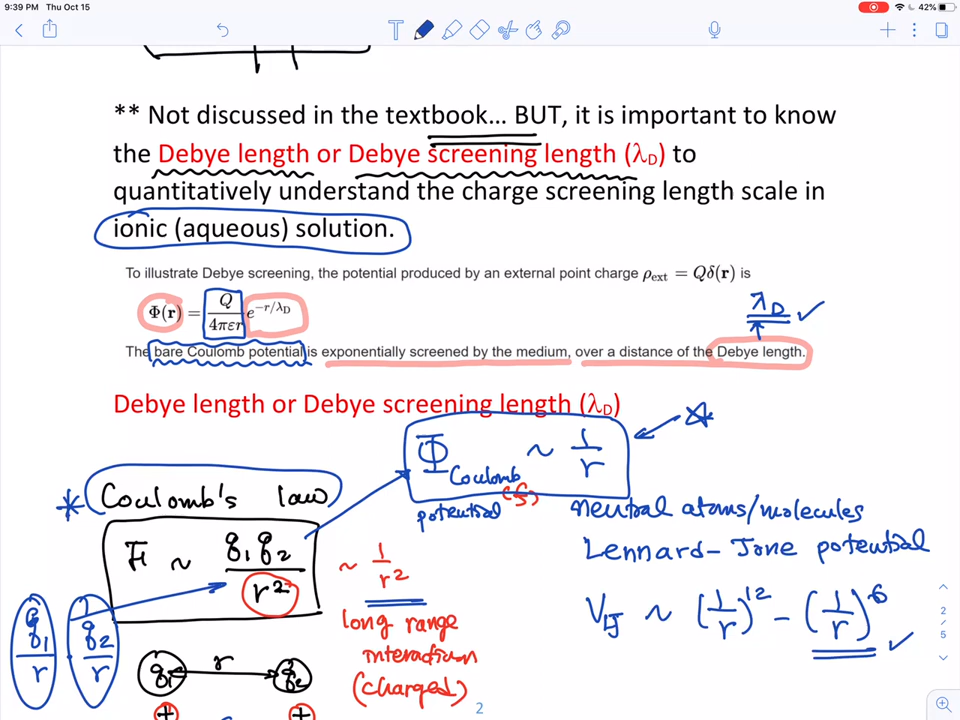 9:39 PM Thu Oct 15
42%
** Not discussed in the textbook... BUT, it is important to know
the Debye length or Debye screening length (λD) to
quantitatively understand the charge screening length scale in
ionic (aqueous) solution.
To illustrate Debye screening, the potential produced by an external point charge ρext = Qδ(r) is
Φ(r) = Q/4πεr e^−r/λD
λD ✓
The bare Coulomb potential is exponentially screened by the medium, over a distance of the Debye length.
Debye length or Debye screening length (λD)
Φ Coulomb ~ 1/r
potential
* Coulomb's law
neutral atoms/molecules
Lennard-Jone potential
F ~ q1q2/r²
~ 1/r²
VLJ ~ (1/r)^12 − (1/r)^6 ✓
long range
interaction
(charged)
q1/r q2/r
q1 r q2
+ +
2
/
5
2